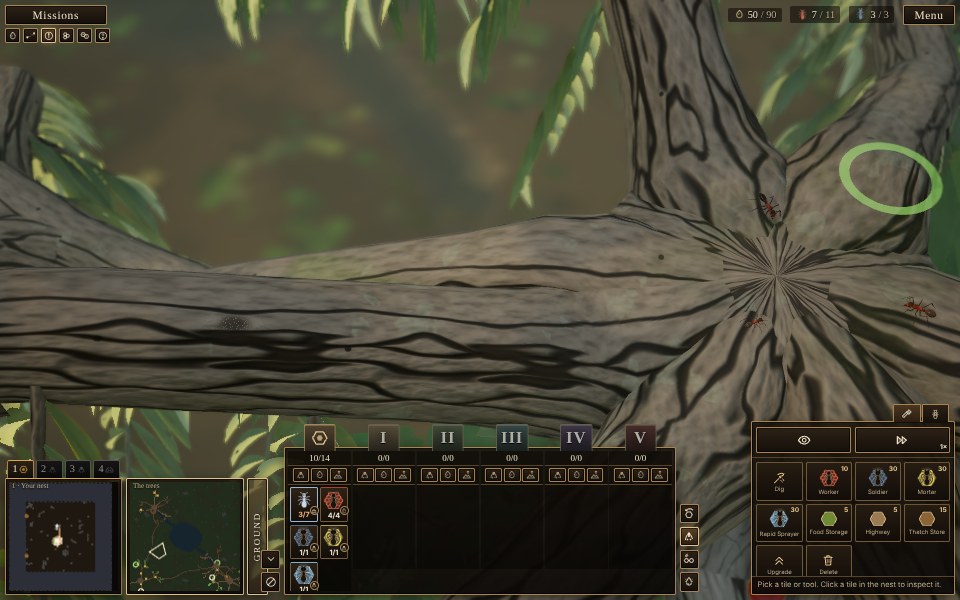 Missions
50 / 90
7 / 11
3 / 3
Menu
1
2
3
4
1 - Your nest
The trees
GROUND
I
II
III
IV
V
10/14
0/0
0/0
0/0
0/0
0/0
3/7
4/4
1/1
1/1
1/1
1x
Dig
10
Worker
30
Soldier
30
Mortar
30
Rapid Sprayer
5
Food Storage
5
Highway
15
Thatch Store
Upgrade
Delete
Pick a tile or tool. Click a tile in the nest to inspect it.